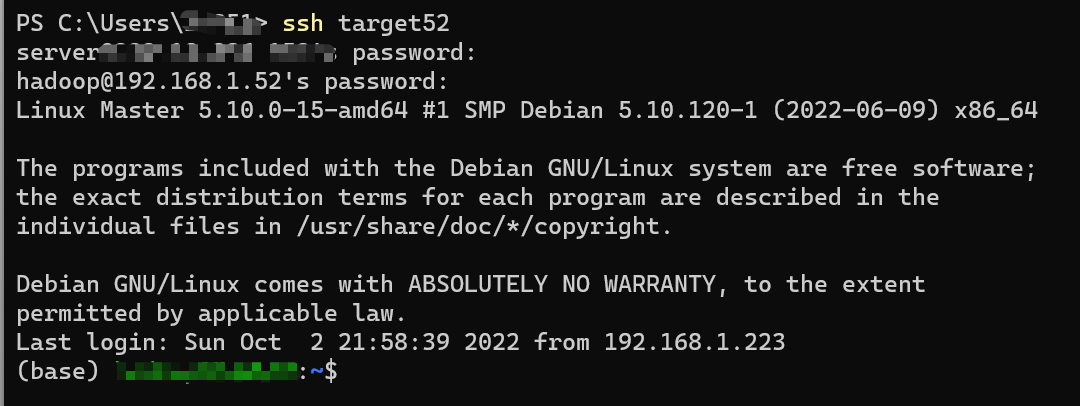 PS C:\Users\ > ssh target52
server password:
hadoop@192.168.1.52's password:
Linux Master 5.10.0-15-amd64 #1 SMP Debian 5.10.120-1 (2022-06-09) x86_64
The programs included with the Debian GNU/Linux system are free software;
the exact distribution terms for each program are described in the
individual files in /usr/share/doc/*/copyright.
Debian GNU/Linux comes with ABSOLUTELY NO WARRANTY, to the extent
permitted by applicable law.
Last login: Sun Oct  2 21:58:39 2022 from 192.168.1.223
(base) :~$